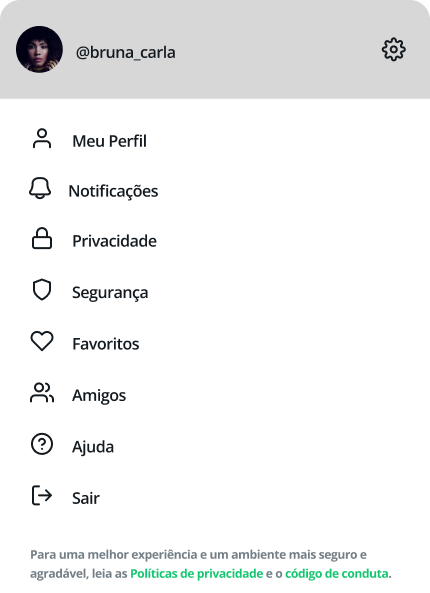 @bruna_carla
Meu Perfil
Notificações
Privacidade
Segurança
Favoritos
Amigos
Ajuda
Sair
Para uma melhor experiência e um ambiente mais seguro e
agradável, leia as Políticas de privacidade e o código de conduta.